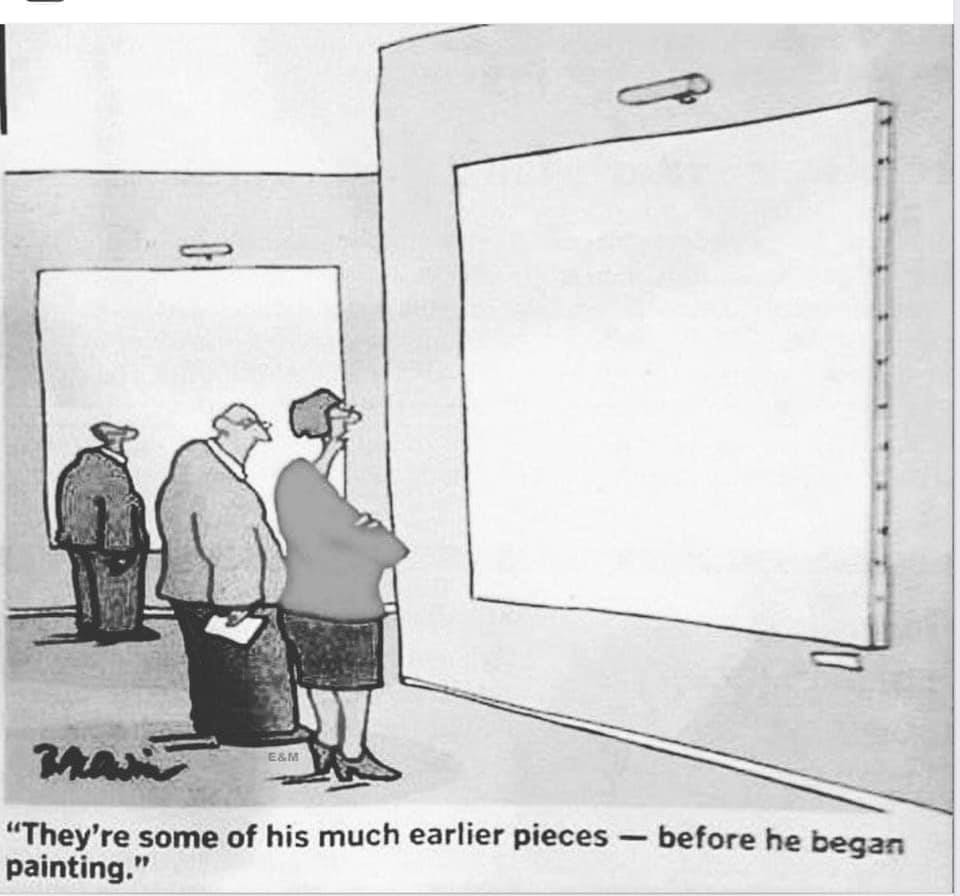 E&M
"They're some of his much earlier pieces — before he began
painting."